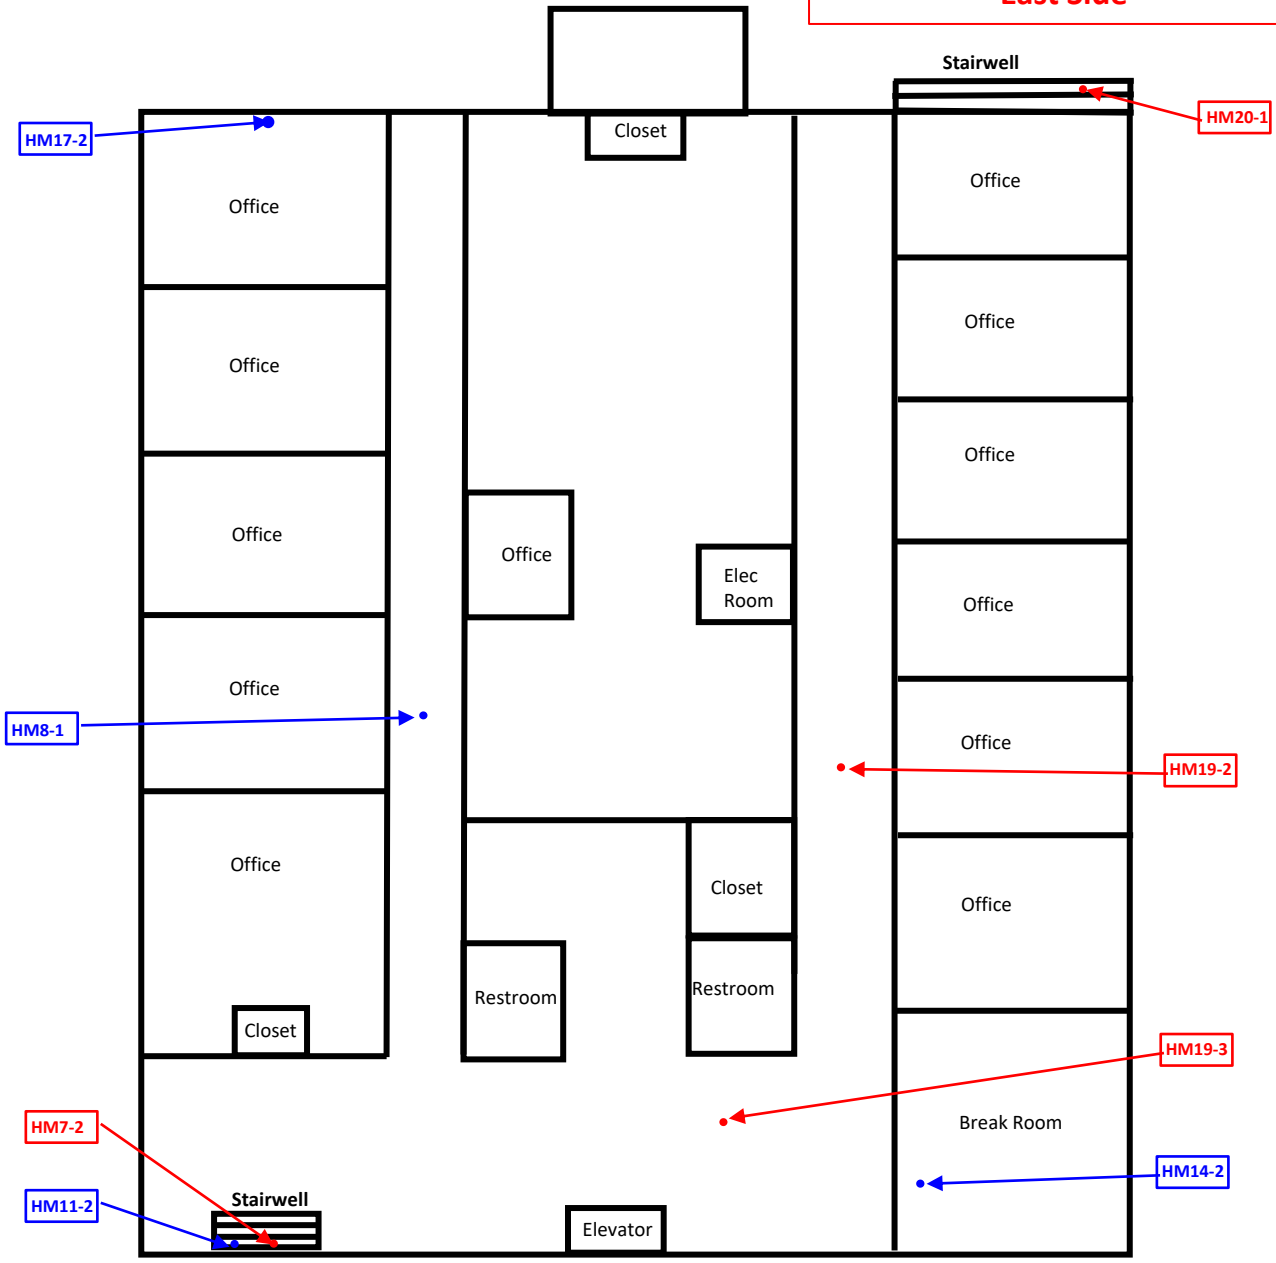 East Side
Stairwell
HM20-1
HM17-2
Closet
Office
Office
Office
Office
Office
Office
Office
Office
Elec
Room
Office
Office
HM8-1
Office
HM19-2
Office
Closet
Office
Restroom
Restroom
Closet
HM19-3
HM7-2
Break Room
HM14-2
HM11-2
Stairwell
Elevator